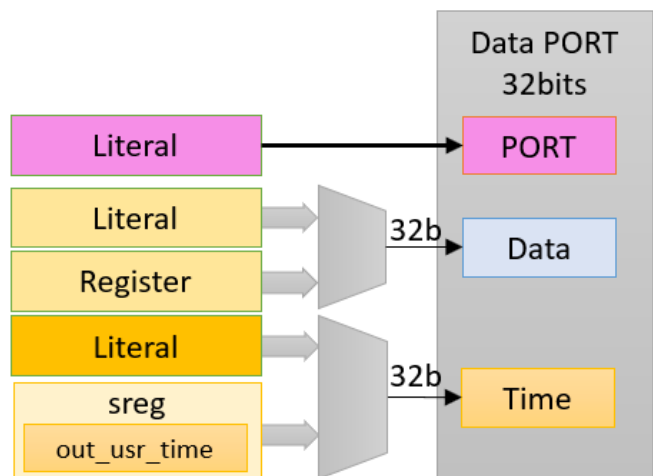 Data PORT
32bits
Literal
PORT
Literal
32b
Data
Register
Literal
32b
Time
sreg
out_usr_time